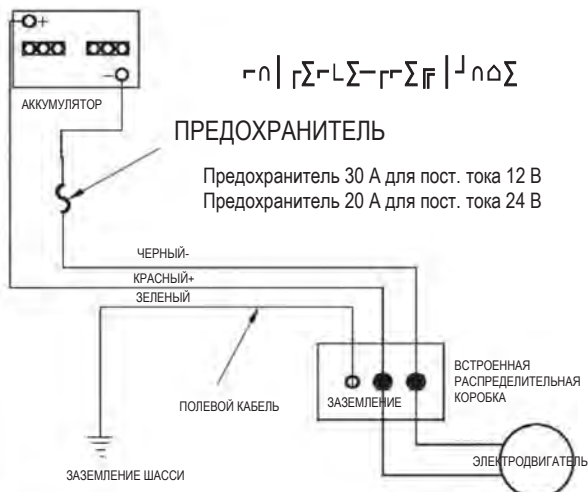 +
−
АККУМУЛЯТОР
ПРЕДОХРАНИТЕЛЬ
Предохранитель 30 А для пост. тока 12 В
Предохранитель 20 А для пост. тока 24 В
ЧЕРНЫЙ-
КРАСНЫЙ+
ЗЕЛЕНЫЙ
ПОЛЕВОЙ КАБЕЛЬ
ЗАЗЕМЛЕНИЕ
ВСТРОЕННАЯ
РАСПРЕДЕЛИТЕЛЬНАЯ
КОРОБКА
ЗАЗЕМЛЕНИЕ ШАССИ
ЭЛЕКТРОДВИГАТЕЛЬ